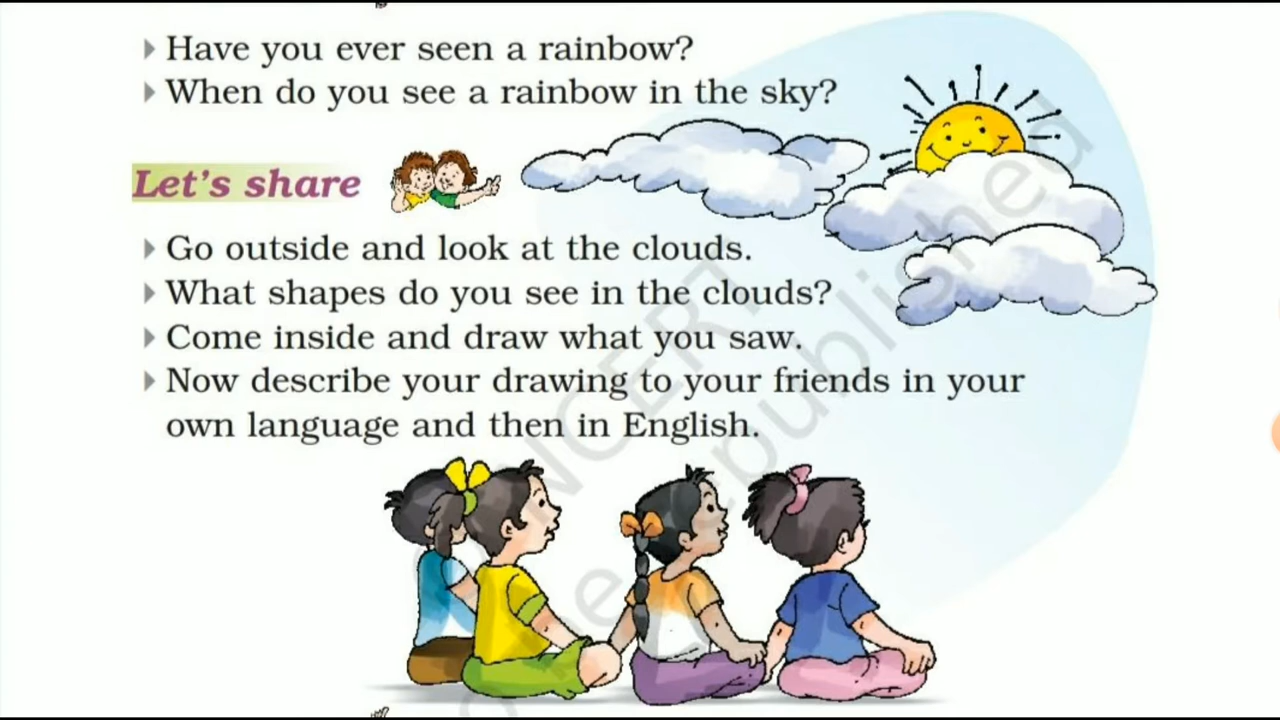 Have you ever seen a rainbow?
When do you see a rainbow in the sky?
Let's share
Go outside and look at the clouds.
What shapes do you see in the clouds?
Come inside and draw what you saw.
Now describe your drawing to your friends in your
own language and then in English.
NCERT
republished